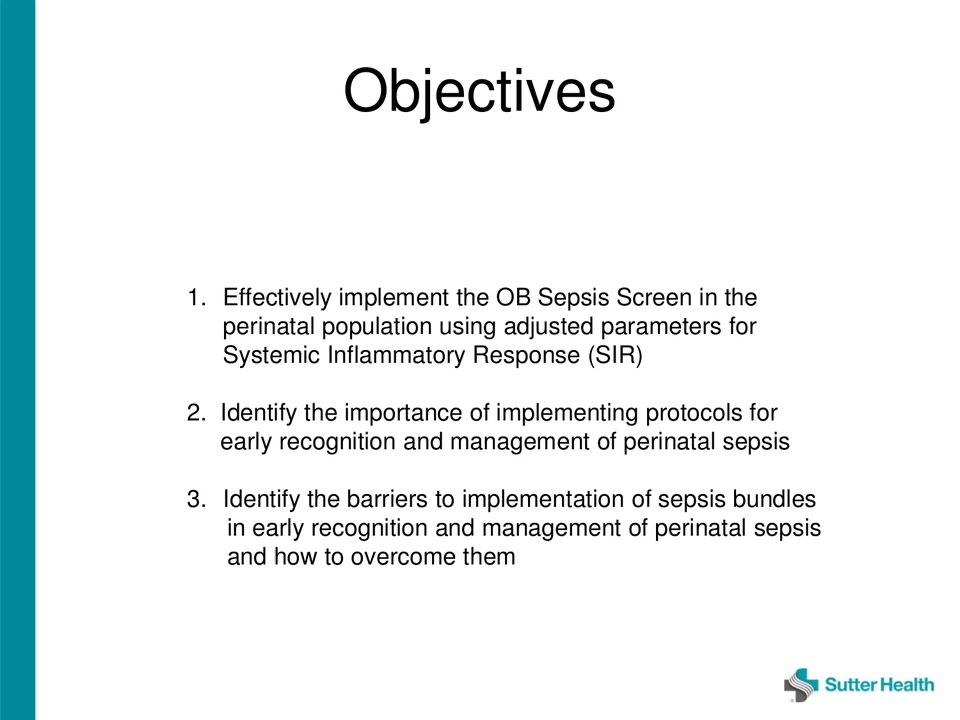 Objectives
1. Effectively implement the OB Sepsis Screen in the
perinatal population using adjusted parameters for
Systemic Inflammatory Response (SIR)
2. Identify the importance of implementing protocols for
early recognition and management of perinatal sepsis
3. Identify the barriers to implementation of sepsis bundles
in early recognition and management of perinatal sepsis
and how to overcome them
Sutter Health